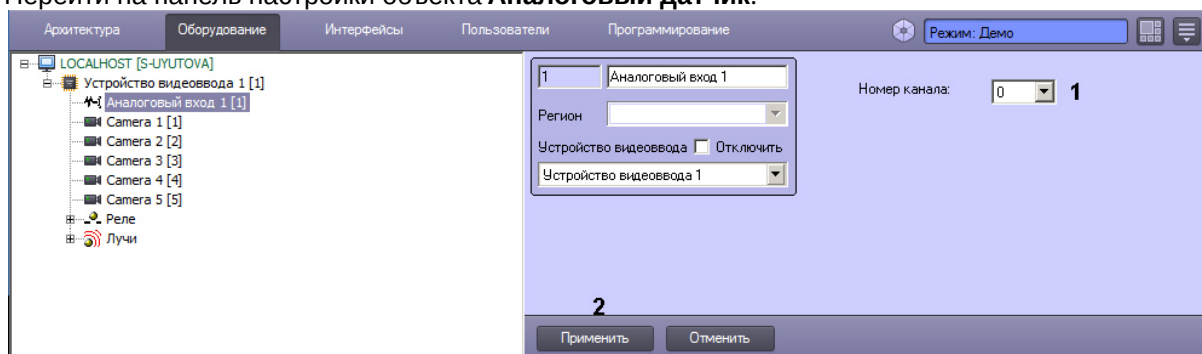 Перейти на панель настройки объекта Аналоговый датчик.
Архитектура Оборудование Интерфейсы Пользователи Программирование Режим: Демо
LOCALHOST [S-UYUTOVA]
Устройство видеоввода 1 [1]
Аналоговый вход 1 [1]
Camera 1 [1]
Camera 2 [2]
Camera 3 [3]
Camera 4 [4]
Camera 5 [5]
Реле
Лучи
1 Аналоговый вход 1
Регион
Устройство видеоввода Отключить
Устройство видеоввода 1
Номер канала: 0 1
2
Применить Отменить